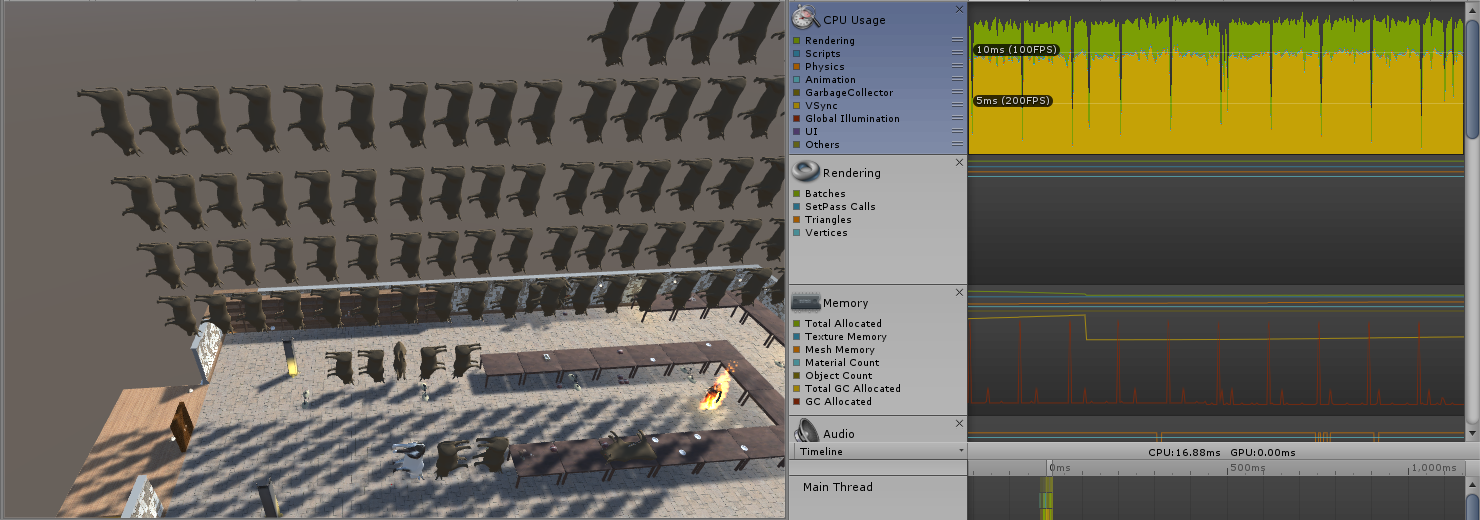 CPU Usage
Rendering
Scripts
Physics
Animation
GarbageCollector
VSync
Global Illumination
UI
Others
10ms (100FPS)
5ms (200FPS)
Rendering
Batches
SetPass Calls
Triangles
Vertices
Memory
Total Allocated
Texture Memory
Mesh Memory
Material Count
Object Count
Total GC Allocated
GC Allocated
Audio
Timeline
CPU:16.88ms GPU:0.00ms
0ms
500ms
1,000ms
Main Thread